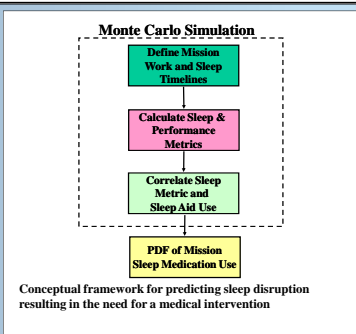 Monte Carlo Simulation
Define Mission
Work and Sleep
Timelines
Calculate Sleep &
Performance
Metrics
Correlate Sleep
Metric and
Sleep Aid Use
PDF of Mission
Sleep Medication Use
Conceptual framework for predicting sleep disruption
resulting in the need for a medical intervention